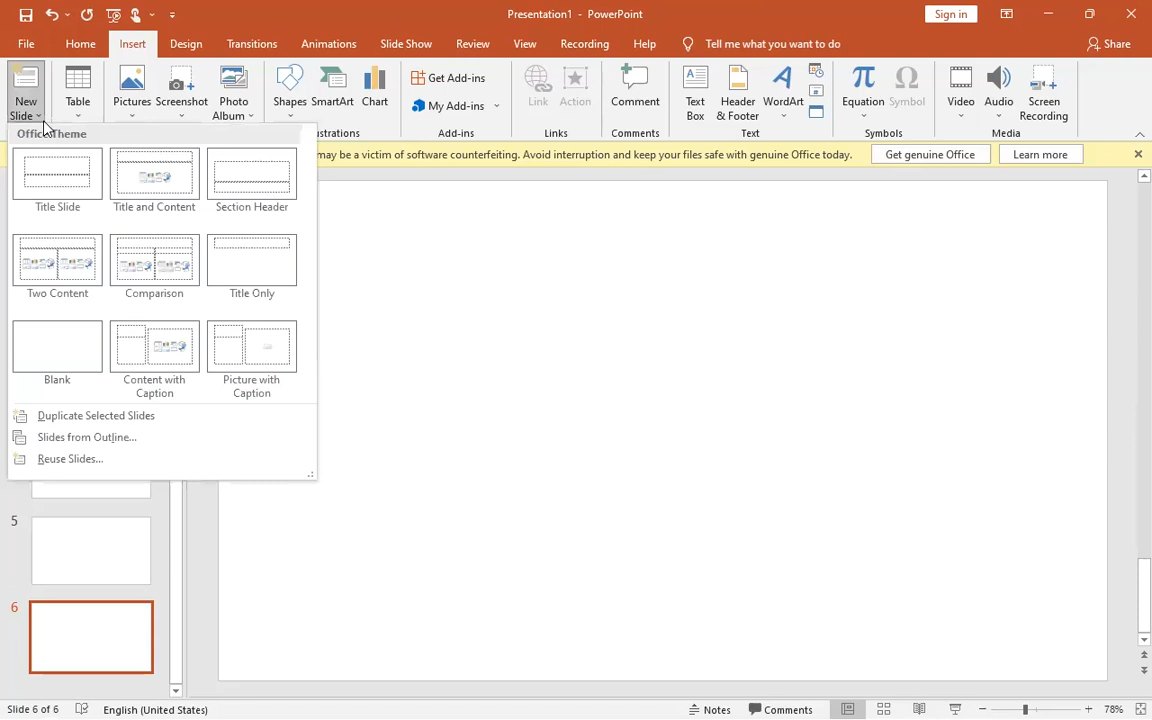 Presentation1 - PowerPoint
Sign in
File Home Insert Design Transitions Animations Slide Show Review View Recording Help Tell me what you want to do Share
New Slide
Table
Pictures
Screenshot
Photo Album
Shapes
SmartArt
Chart
Get Add-ins
My Add-ins
Link
Action
Comment
Text Box
Header & Footer
WordArt
Equation
Symbol
Video
Audio
Screen Recording
Add-ins
Links
Comments
Text
Symbols
Media
may be a victim of software counterfeiting. Avoid interruption and keep your files safe with genuine Office today.
Get genuine Office
Learn more
Office Theme
Title Slide
Title and Content
Section Header
Two Content
Comparison
Title Only
Blank
Content with Caption
Picture with Caption
Duplicate Selected Slides
Slides from Outline...
Reuse Slides...
5
6
Slide 6 of 6
English (United States)
Notes
Comments
78%